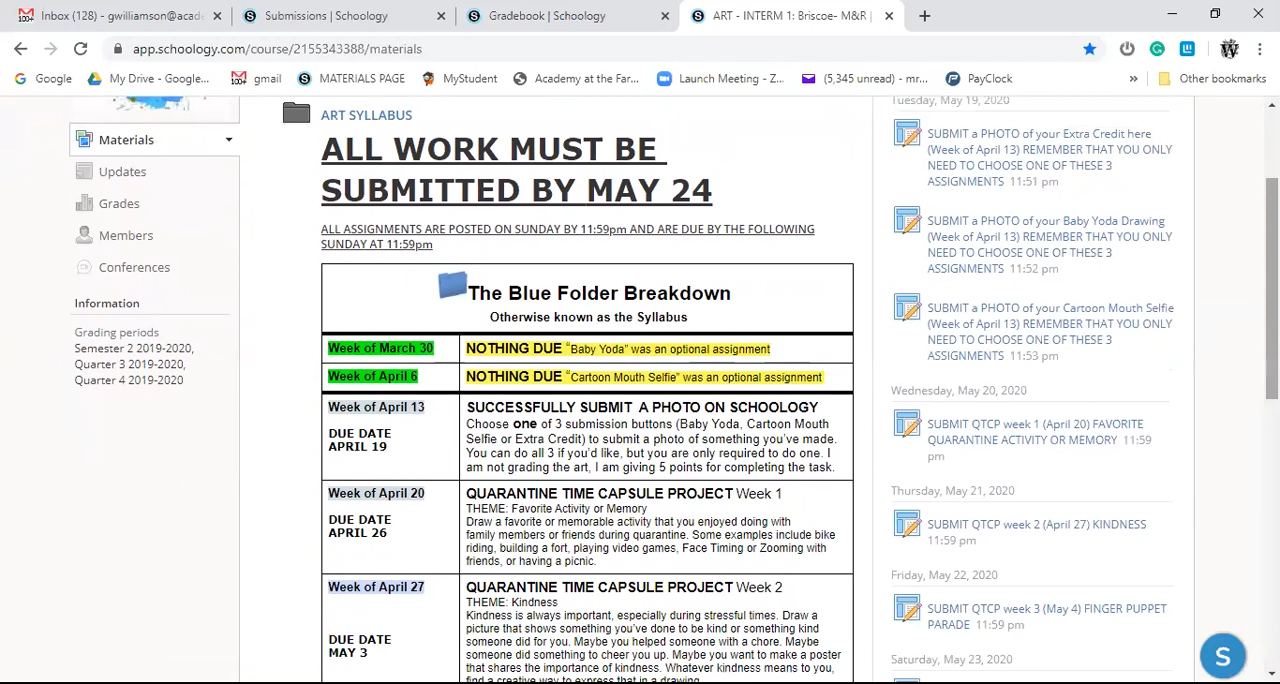 Inbox (128) - gwilliamson@acad
Submissions | Schoology
Gradebook | Schoology
ART - INTERM 1: Briscoe- M&R |
app.schoology.com/course/2155343388/materials
Google
My Drive - Google...
gmail
MATERIALS PAGE
MyStudent
Academy at the Far...
Launch Meeting - Z...
(5,345 unread) - mr...
PayClock
»
Other bookmarks
Materials
Updates
Grades
Members
Conferences
Information
Grading periods
Semester 2 2019-2020,
Quarter 3 2019-2020,
Quarter 4 2019-2020
ART SYLLABUS
ALL WORK MUST BE
SUBMITTED BY MAY 24
ALL ASSIGNMENTS ARE POSTED ON SUNDAY BY 11:59pm AND ARE DUE BY THE FOLLOWING
SUNDAY AT 11:59pm
The Blue Folder Breakdown
Otherwise known as the Syllabus
Week of March 30
NOTHING DUE “Baby Yoda” was an optional assignment
Week of April 6
NOTHING DUE “Cartoon Mouth Selfie” was an optional assignment
Week of April 13
DUE DATE
APRIL 19
SUCCESSFULLY SUBMIT A PHOTO ON SCHOOLOGY
Choose one of 3 submission buttons (Baby Yoda, Cartoon Mouth
Selfie or Extra Credit) to submit a photo of something you've made.
You can do all 3 if you'd like, but you are only required to do one. I
am not grading the art, I am giving 5 points for completing the task.
Week of April 20
DUE DATE
APRIL 26
QUARANTINE TIME CAPSULE PROJECT Week 1
THEME: Favorite Activity or Memory
Draw a favorite or memorable activity that you enjoyed doing with
family members or friends during quarantine. Some examples include bike
riding, building a fort, playing video games, Face Timing or Zooming with
friends, or having a picnic.
Week of April 27
DUE DATE
MAY 3
QUARANTINE TIME CAPSULE PROJECT Week 2
THEME: Kindness
Kindness is always important, especially during stressful times. Draw a
picture that shows something you've done to be kind or something kind
someone did for you. Maybe you helped someone with a chore. Maybe
someone did something to cheer you up. Maybe you want to make a poster
that shares the importance of kindness. Whatever kindness means to you,
find a creative way to express that in a drawing.
Tuesday, May 19, 2020
SUBMIT a PHOTO of your Extra Credit here
(Week of April 13) REMEMBER THAT YOU ONLY
NEED TO CHOOSE ONE OF THESE 3
ASSIGNMENTS 11:51 pm
SUBMIT a PHOTO of your Baby Yoda Drawing
(Week of April 13) REMEMBER THAT YOU ONLY
NEED TO CHOOSE ONE OF THESE 3
ASSIGNMENTS 11:52 pm
SUBMIT a PHOTO of your Cartoon Mouth Selfie
(Week of April 13) REMEMBER THAT YOU ONLY
NEED TO CHOOSE ONE OF THESE 3
ASSIGNMENTS 11:53 pm
Wednesday, May 20, 2020
SUBMIT QTCP week 1 (April 20) FAVORITE
QUARANTINE ACTIVITY OR MEMORY 11:59
pm
Thursday, May 21, 2020
SUBMIT QTCP week 2 (April 27) KINDNESS
11:59 pm
Friday, May 22, 2020
SUBMIT QTCP week 3 (May 4) FINGER PUPPET
PARADE 11:59 pm
Saturday, May 23, 2020
S